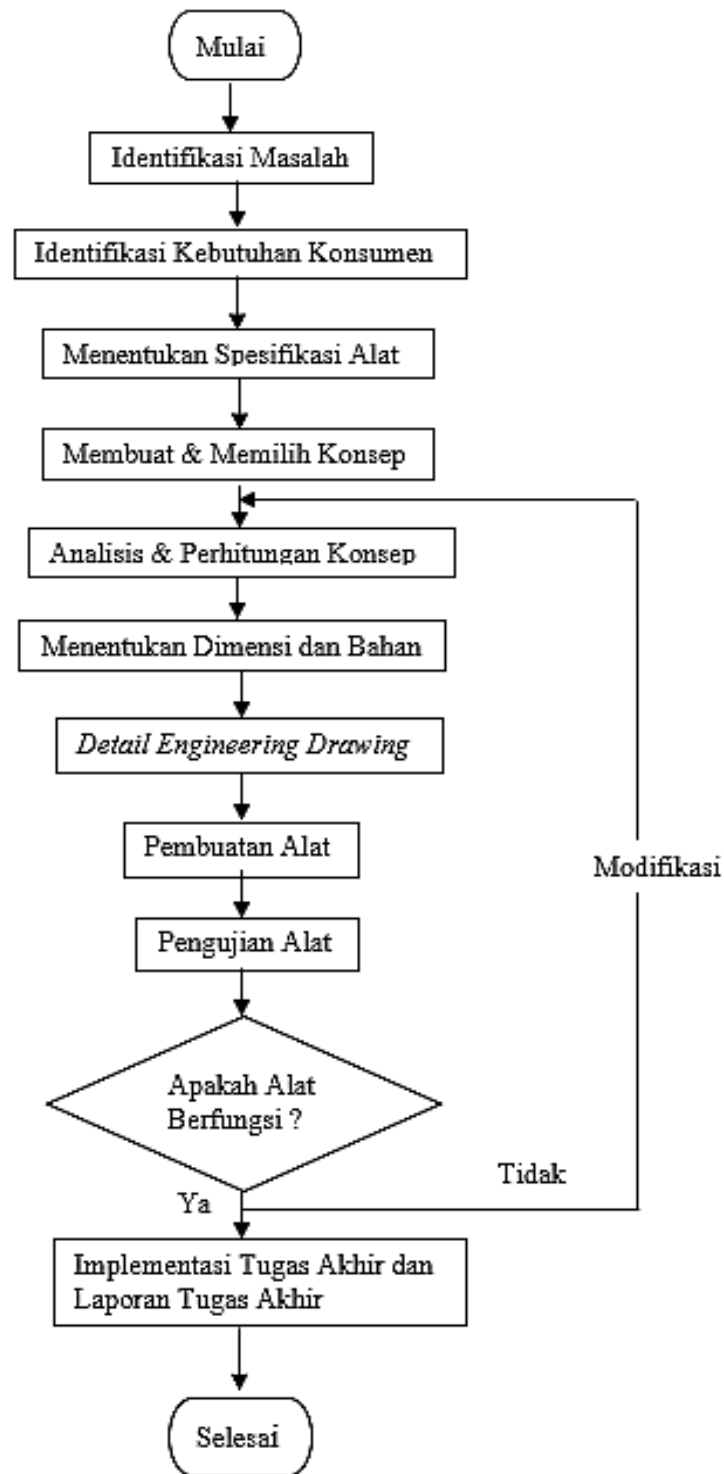 Mulai
Identifikasi Masalah
Identifikasi Kebutuhan Konsumen
Menentukan Spesifikasi Alat
Membuat & Memilih Konsep
Analisis & Perhitungan Konsep
Menentukan Dimensi dan Bahan
Detail Engineering Drawing
Pembuatan Alat
Modifikasi
Pengujian Alat
Apakah Alat
Berfungsi ?
Tidak
Ya
Implementasi Tugas Akhir dan
Laporan Tugas Akhir
Selesai